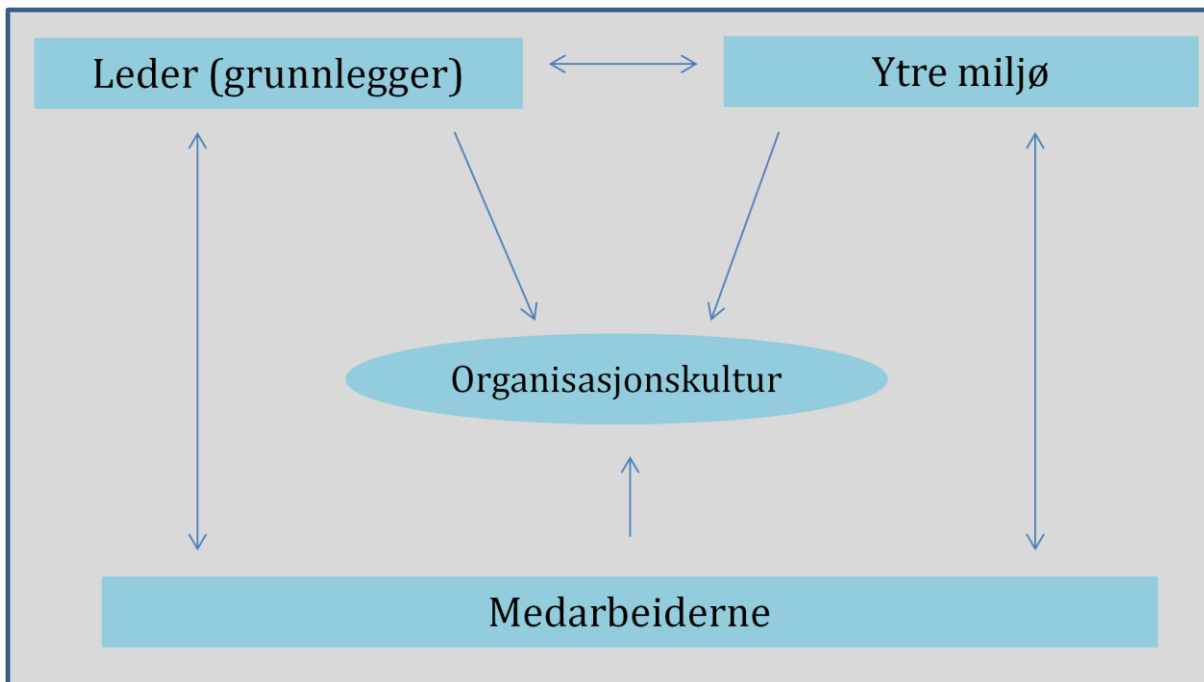 Leder (grunnlegger)
Ytre miljø
Organisasjonskultur
Medarbeiderne